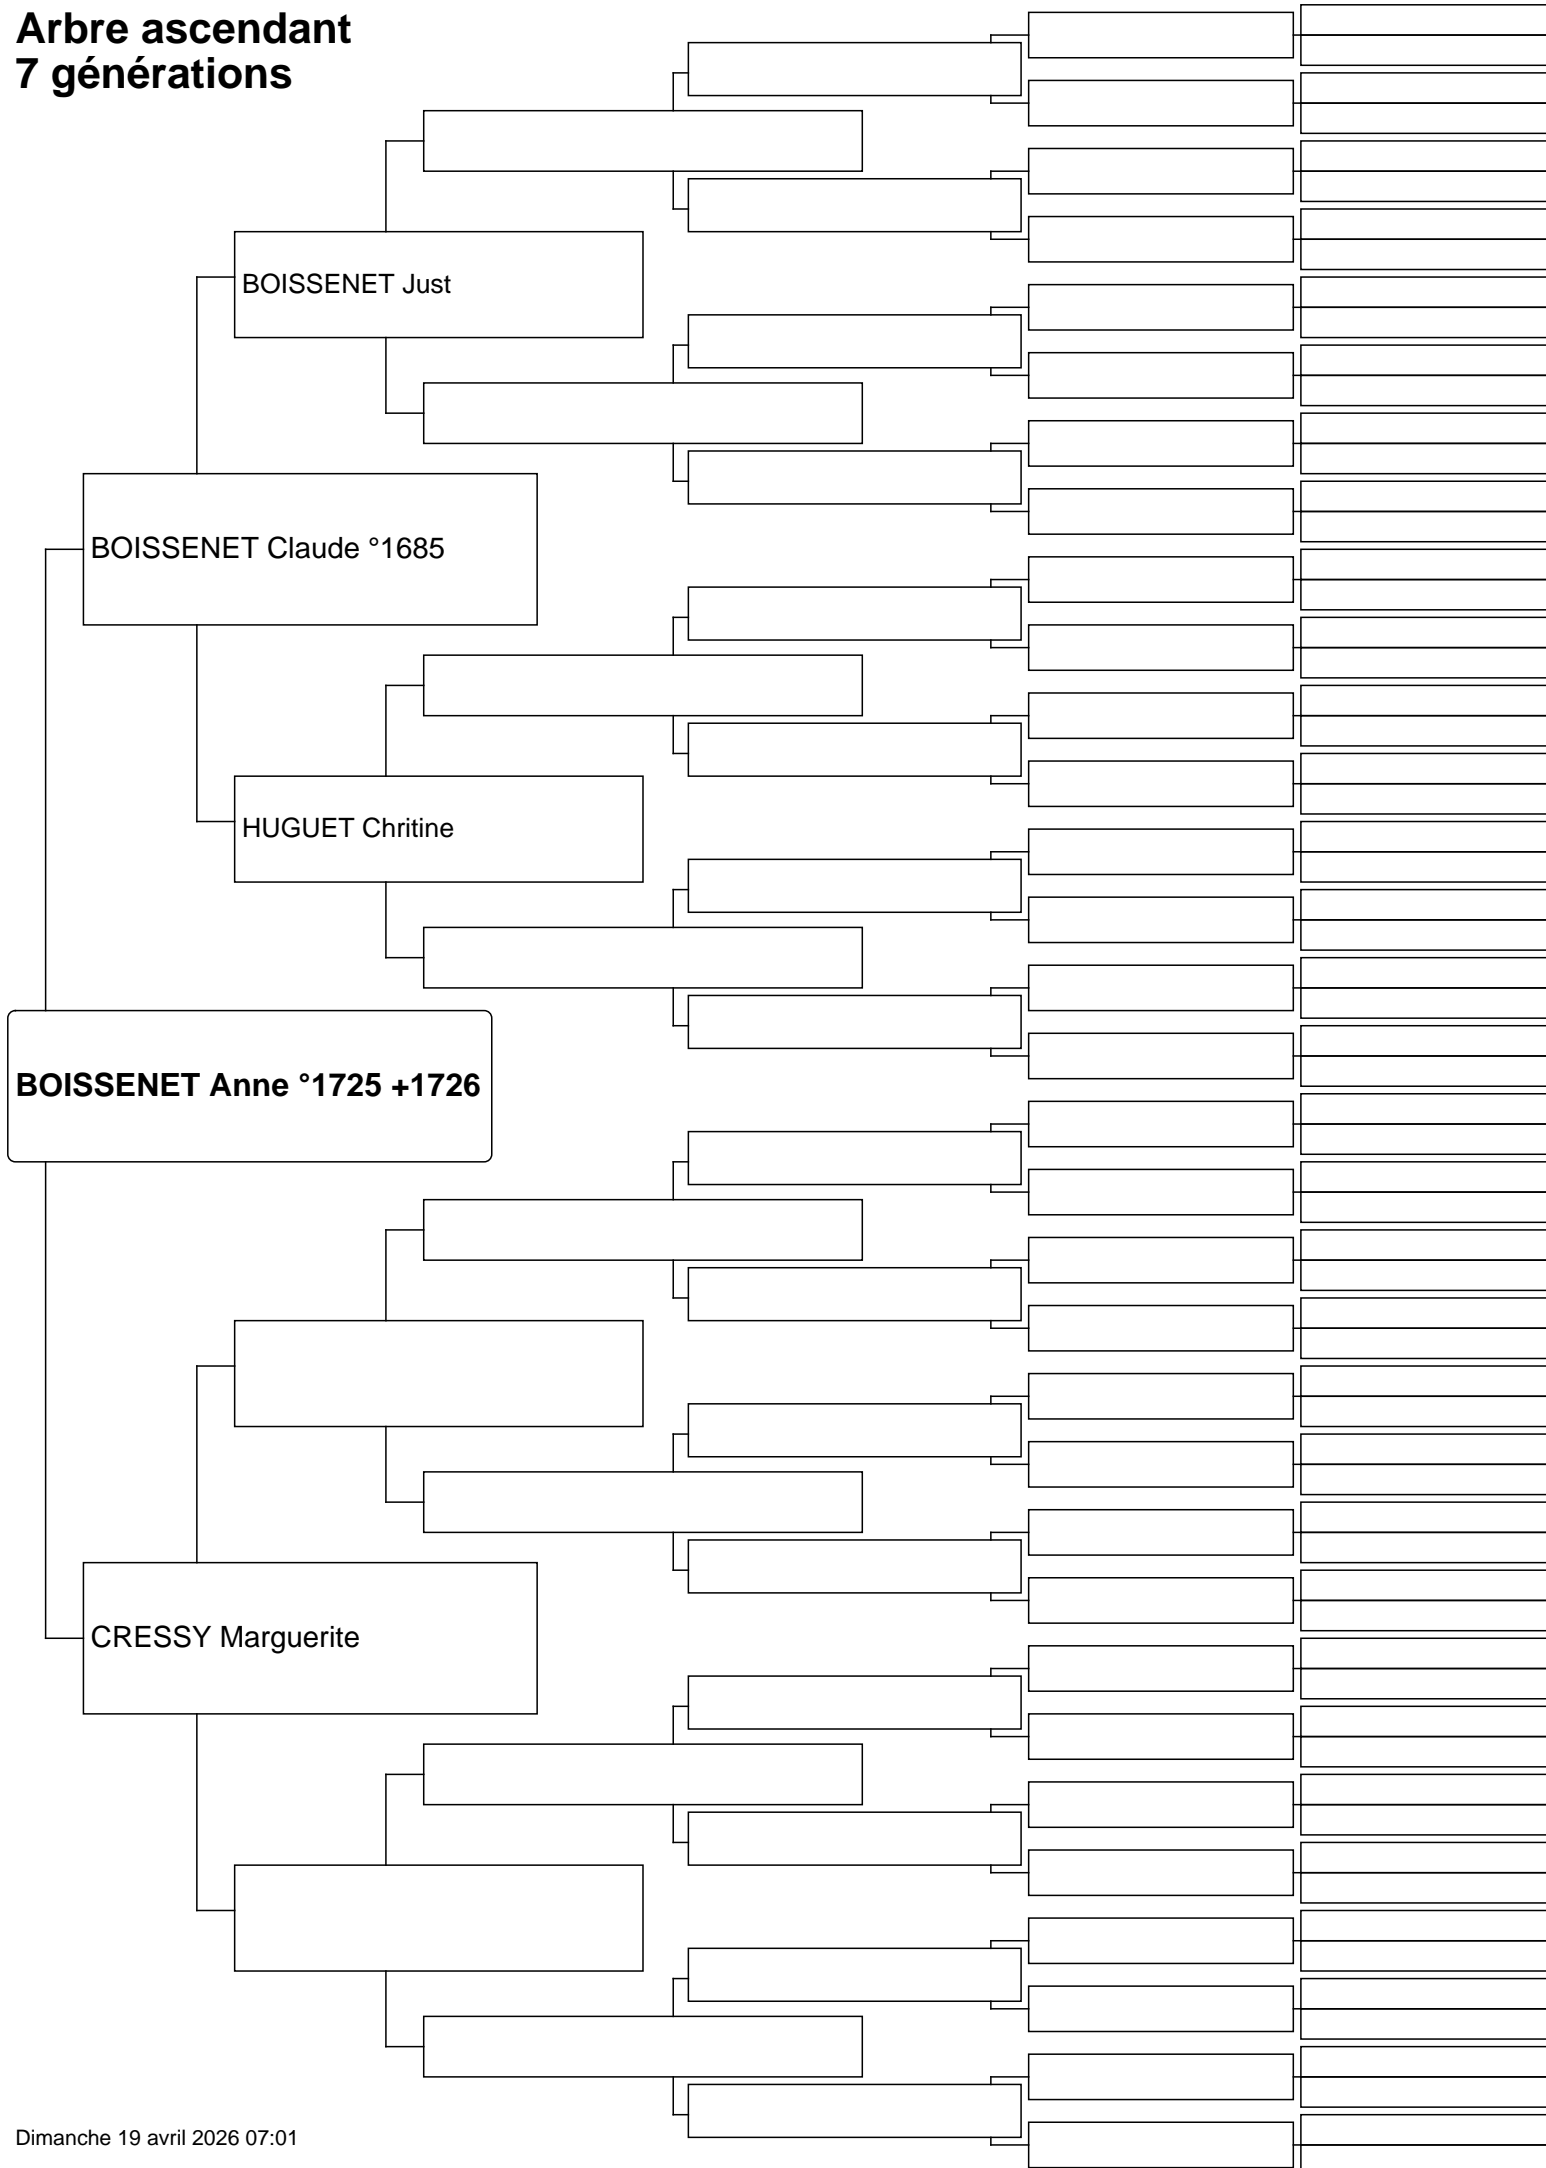 Arbre ascendant
7 générations
BOISSENET Just
BOISSENET Claude °1685
HUGUET Chritine
BOISSENET Anne °1725 +1726
CRESSY Marguerite
Dimanche 19 avril 2026 07:01